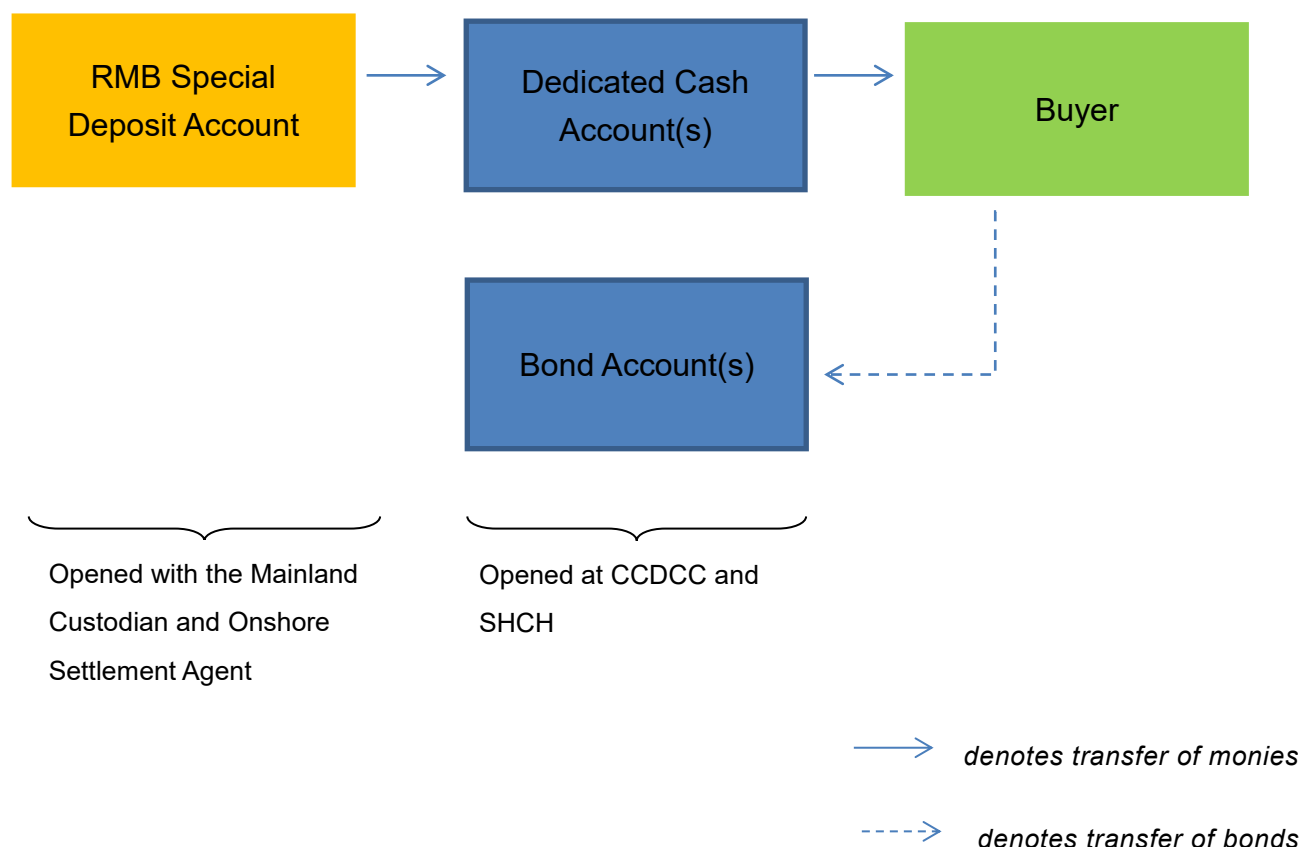 RMB Special
Deposit Account
Dedicated Cash
Account(s)
Buyer
Bond Account(s)
Opened with the Mainland
Custodian and Onshore
Settlement Agent
Opened at CCDCC and
SHCH
denotes transfer of monies
denotes transfer of bonds